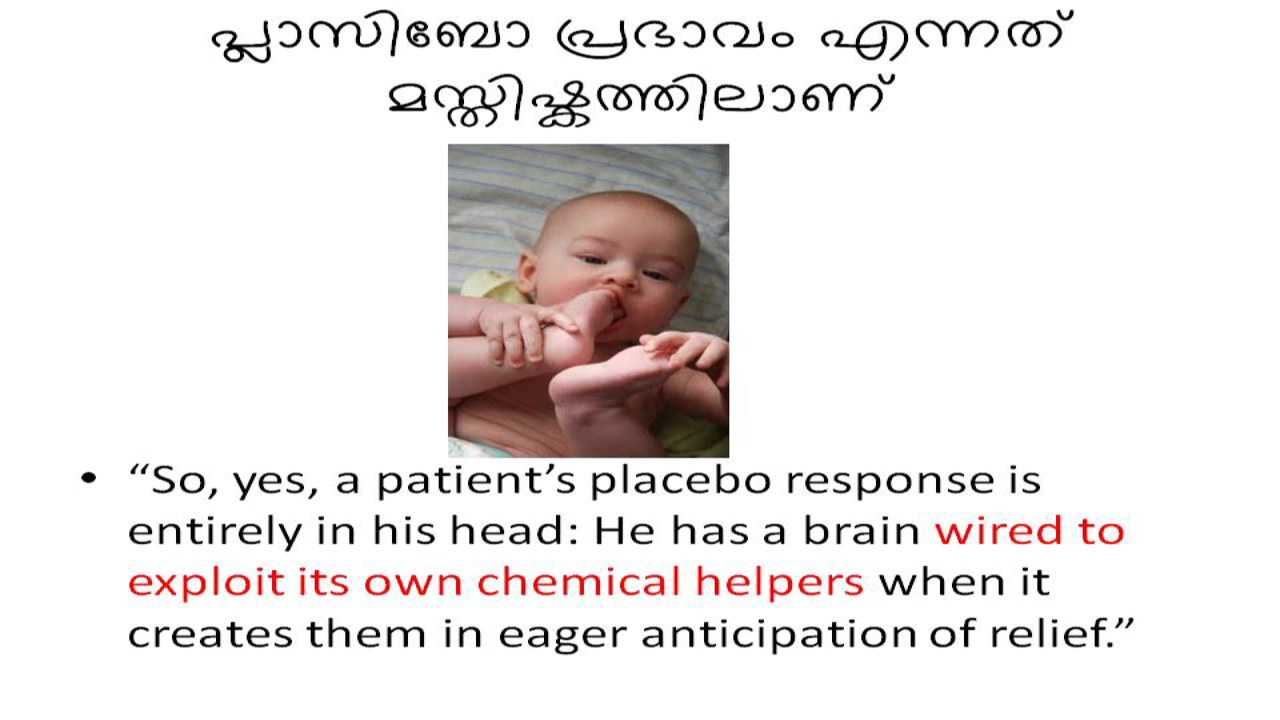 പ്ലാസിബോ പ്രഭാവം എന്നത്
മസ്തിഷ്കത്തിലാണ്
• “So, yes, a patient’s placebo response is
entirely in his head: He has a brain wired to
exploit its own chemical helpers when it
creates them in eager anticipation of relief.”